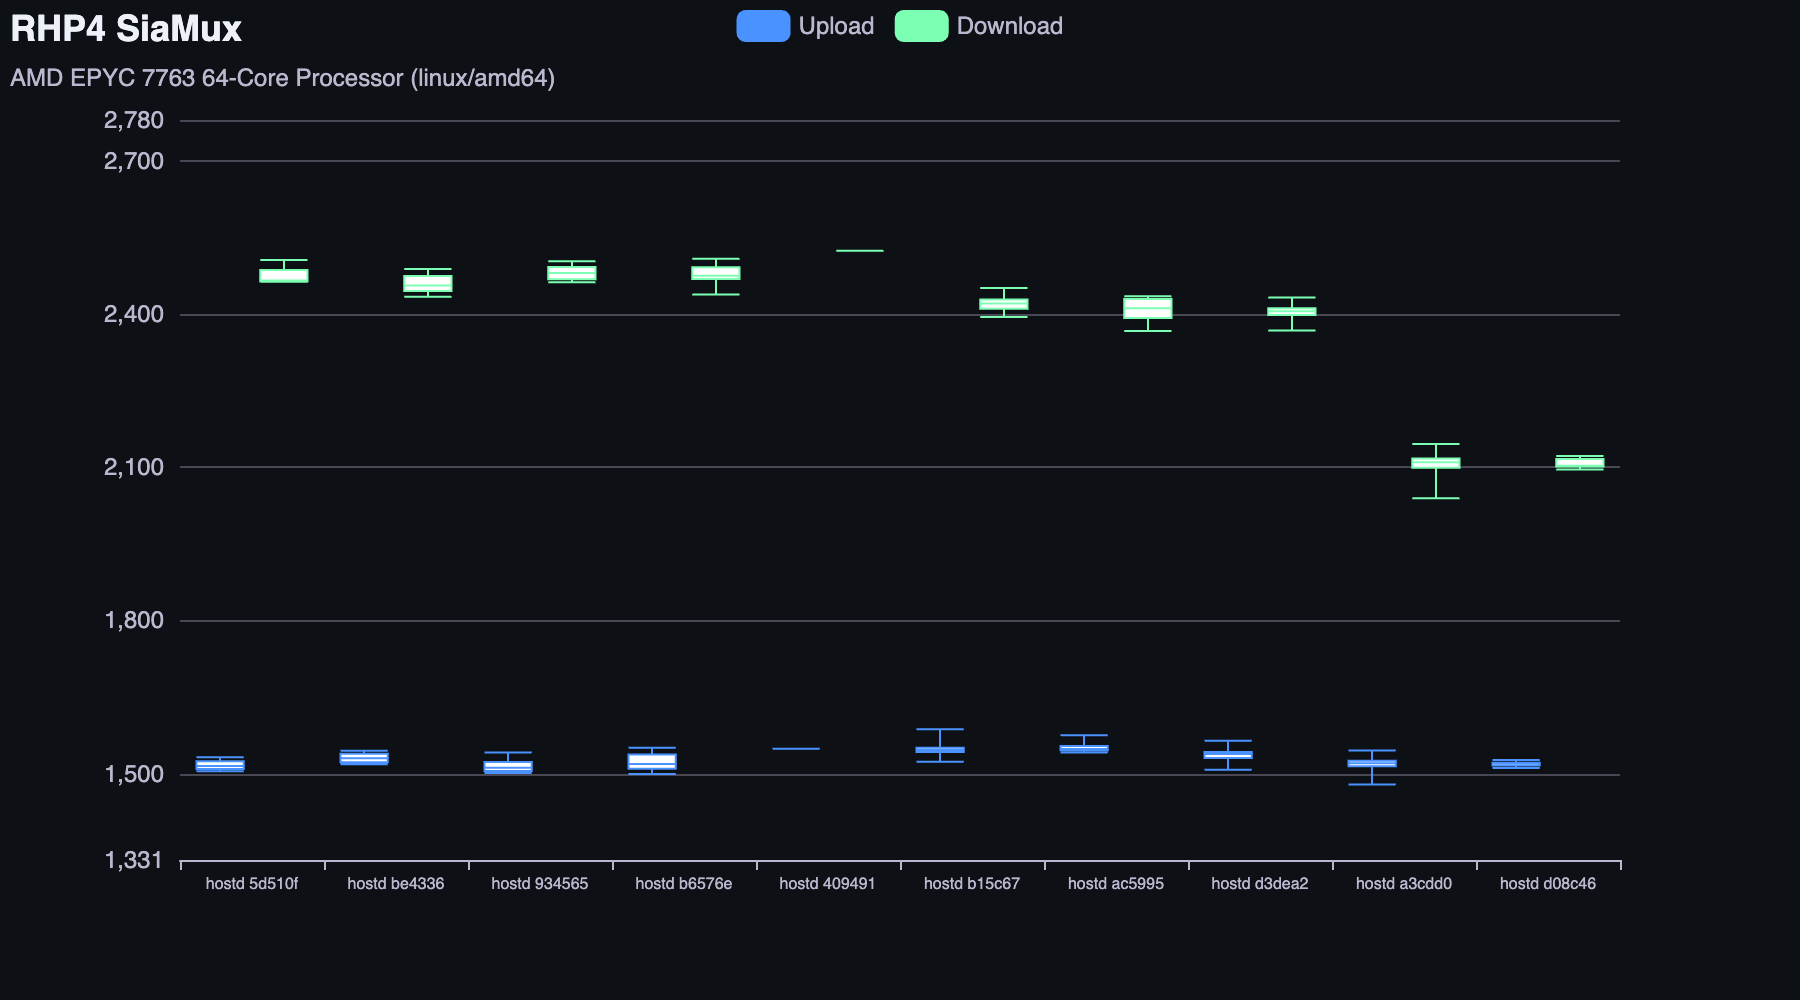 RHP4 SiaMux
Upload
Download
AMD EPYC 7763 64-Core Processor (linux/amd64)
2,780
2,700
2,400
2,100
1,800
1,500
1,331
hostd 5d510f
hostd be4336
hostd 934565
hostd b6576e
hostd 409491
hostd b15c67
hostd ac5995
hostd d3dea2
hostd a3cdd0
hostd d08c46